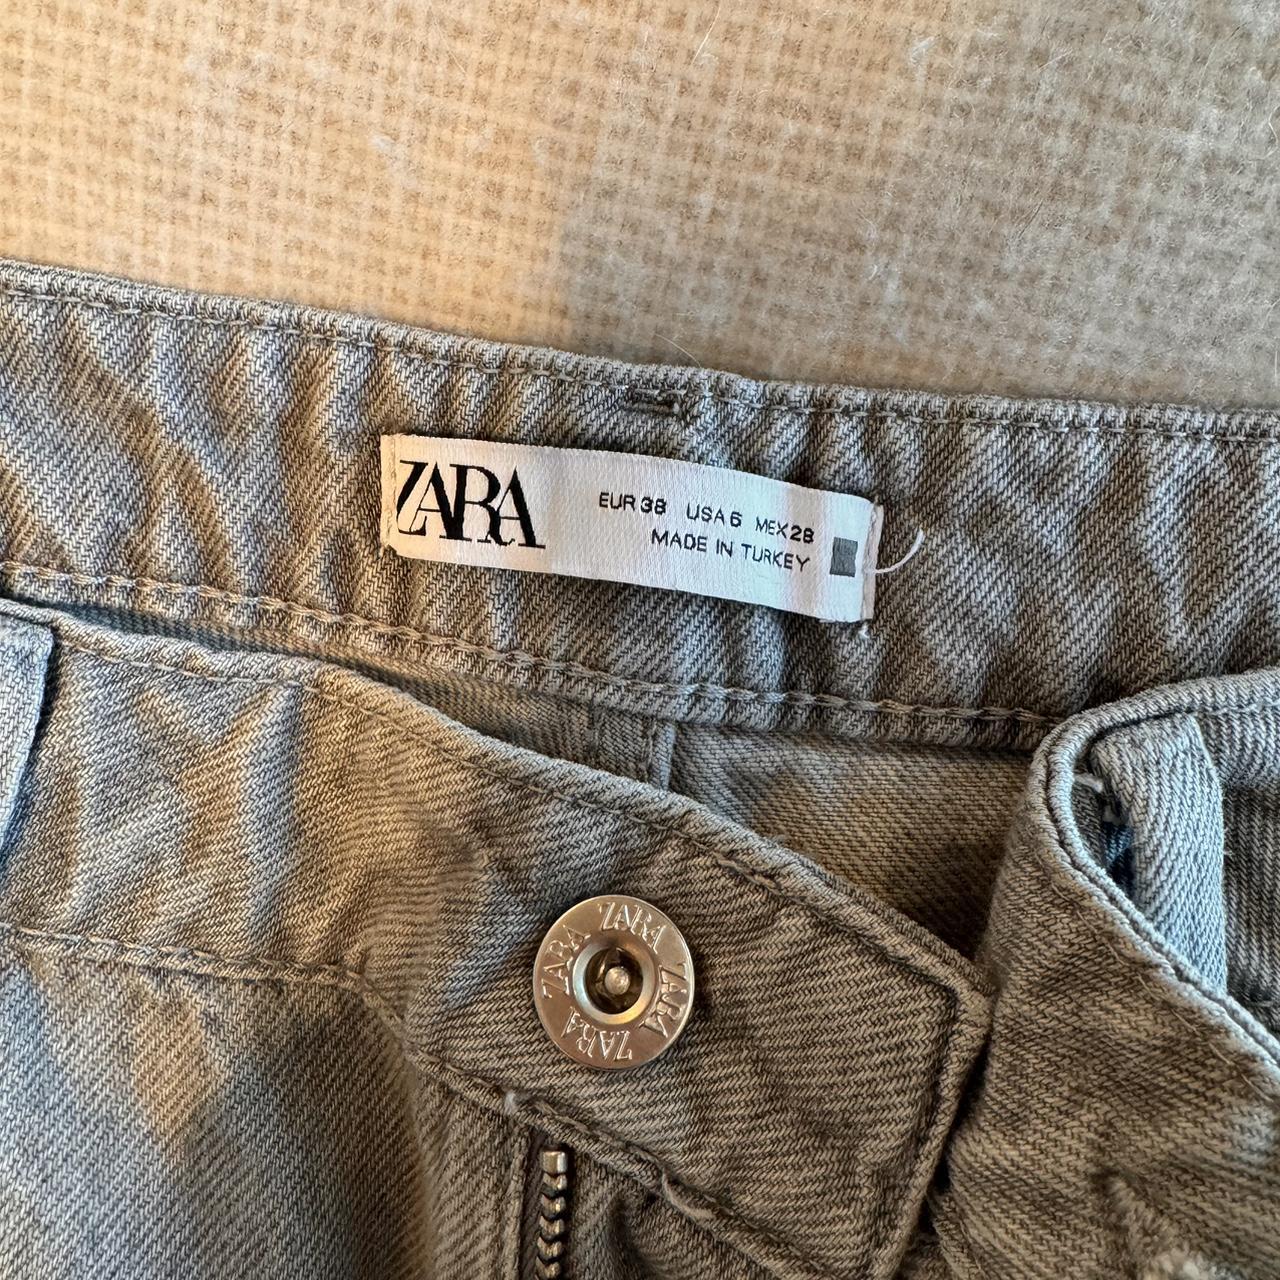 ZARA
EUR 38 USA 6 MEX 28
MADE IN TURKEY
ZARA ZARA ZARA ZARA